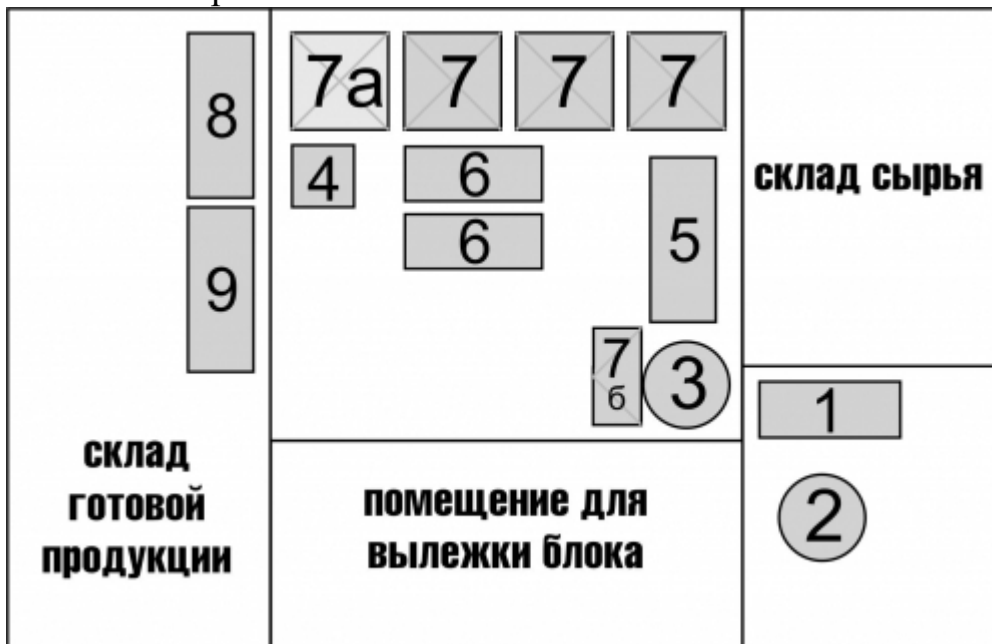 7а 7 7 7
8
4
6
6
5
9
7
б
3
1
2
склад сырья
склад
готовой
продукции
помещение для
вылежки блока